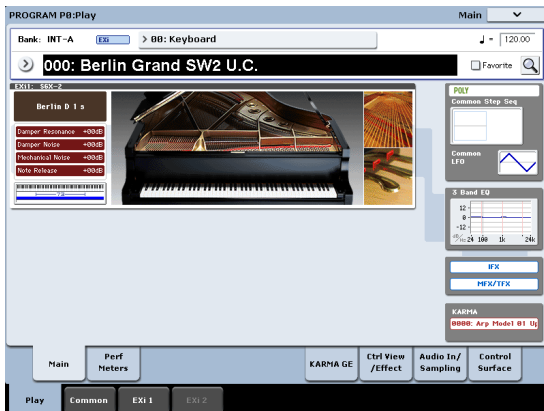 PROGRAM P0:Play Main
Bank: INT-A EXi > 00: Keyboard ♩ = 120.00
000: Berlin Grand SW2 U.C. Favorite
EXi1: SGX-2
Berlin D 1 s
Damper Resonance +00dB
Damper Noise +00dB
Mechanical Noise +00dB
Note Release +00dB
73
POLY
Common Step Seq
Common
LFO
3 Band EQ
12
0
-12
dB/Hz 24 100 1k 24k
IFX
MFX/TFX
KARMA
0000: Arp Model 01 Up
Main
Perf
Meters
KARMA GE
Ctrl View
/Effect
Audio In/
Sampling
Control
Surface
Play Common EXi 1 EXi 2